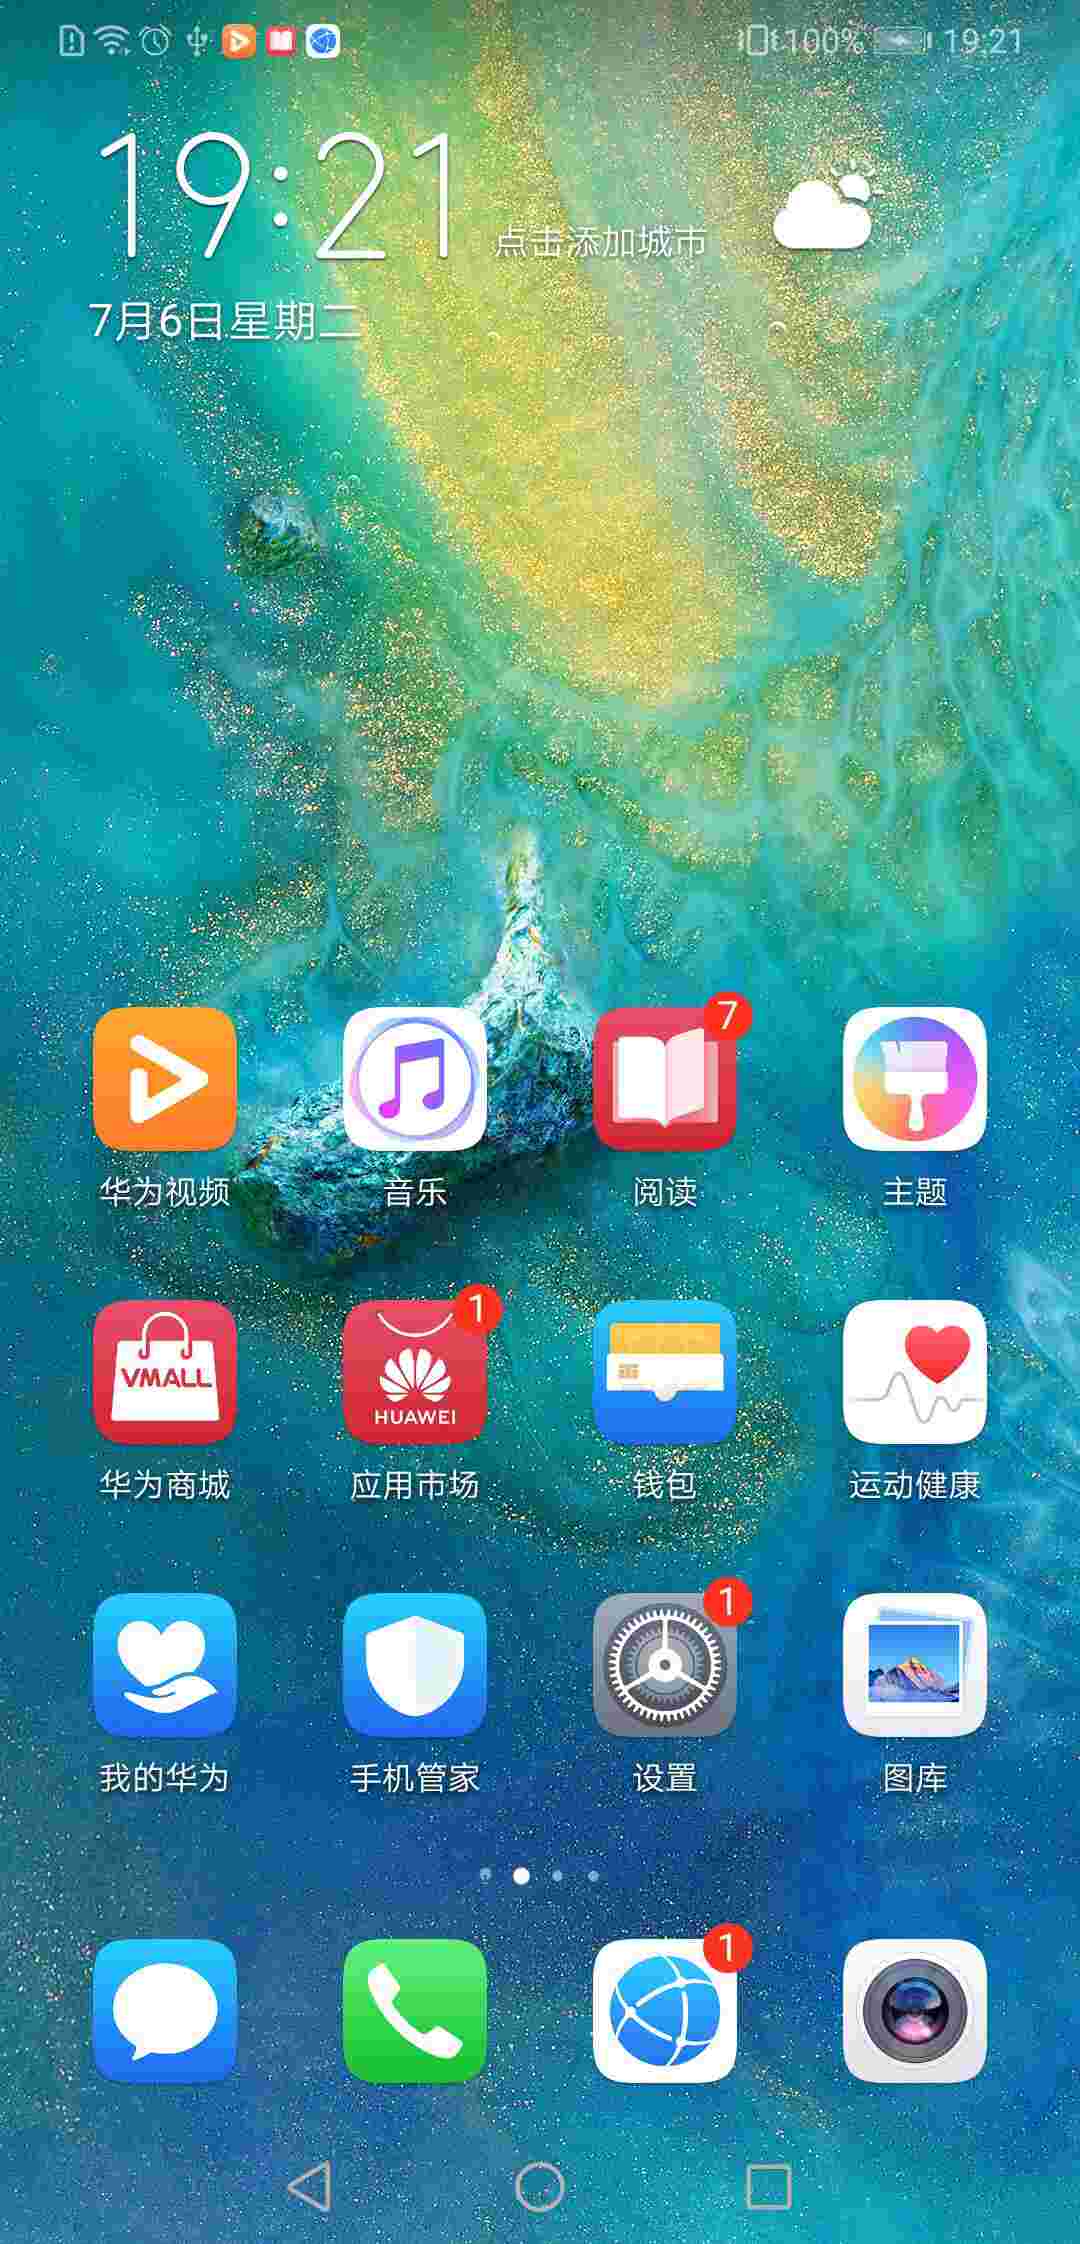 100% 19:21
19:21 点击添加城市
7月6日星期二
7
华为视频 音乐 阅读 主题
1
VMALL HUAWEI
华为商城 应用市场 钱包 运动健康
1
我的华为 手机管家 设置 图库
1